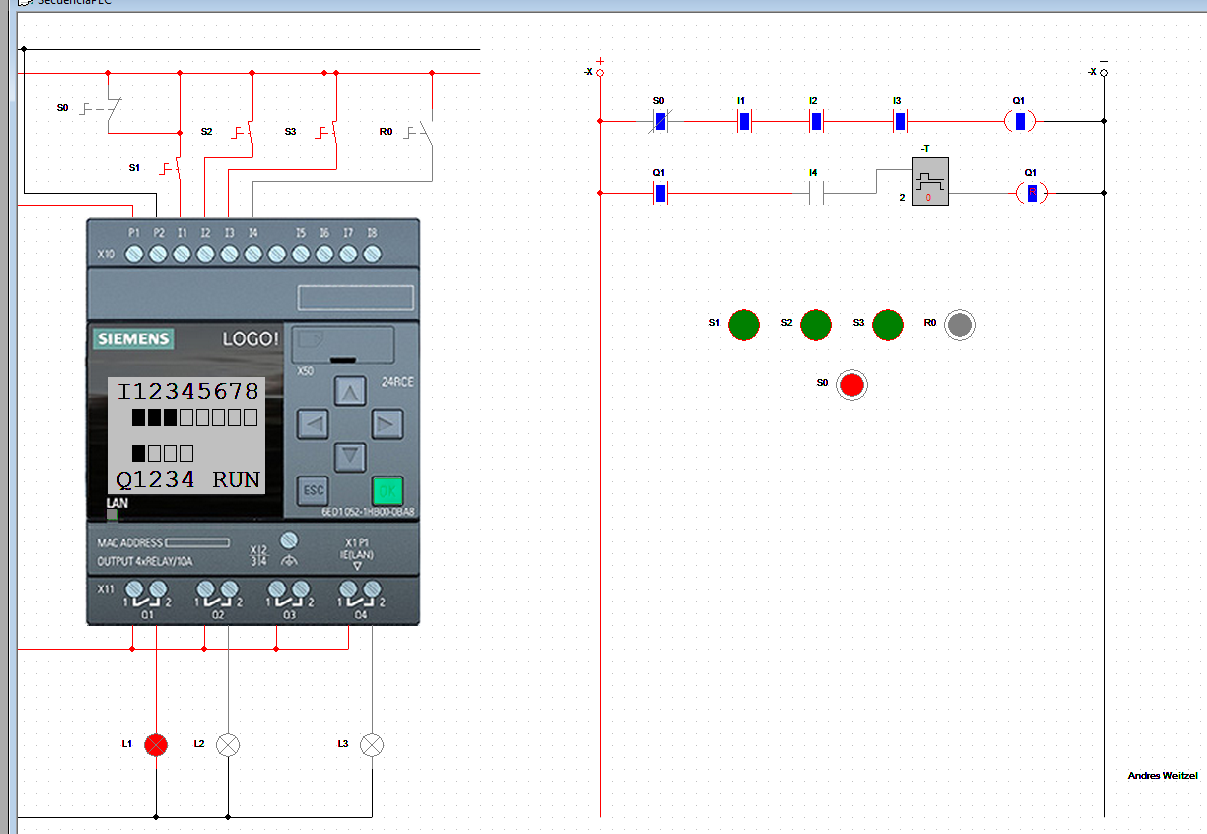 SecuenciaPLC
S0
S1
S2
S3
R0
P1 P2 I1 I2 I3 I4 I5 I6 I7 I8
X10
SIEMENS
LOGO!
X50
24RCE
I12345678
Q1234 RUN
LAN
ESC
OK
6ED1 052-1HB00-0BA8
MAC ADDRESS
OUTPUT 4xRELAY/10A
X12
3 4
X1 P1
IE(LAN)
X11
1 2 1 2 1 2 1 2
Q1 Q2 Q3 Q4
L1
L2
L3
+
-X
−
-X
S0 I1 I2 I3 Q1
-T
Q1 I4 Q1
2
0
R
S1 S2 S3 R0
S0
Andres Weitzel